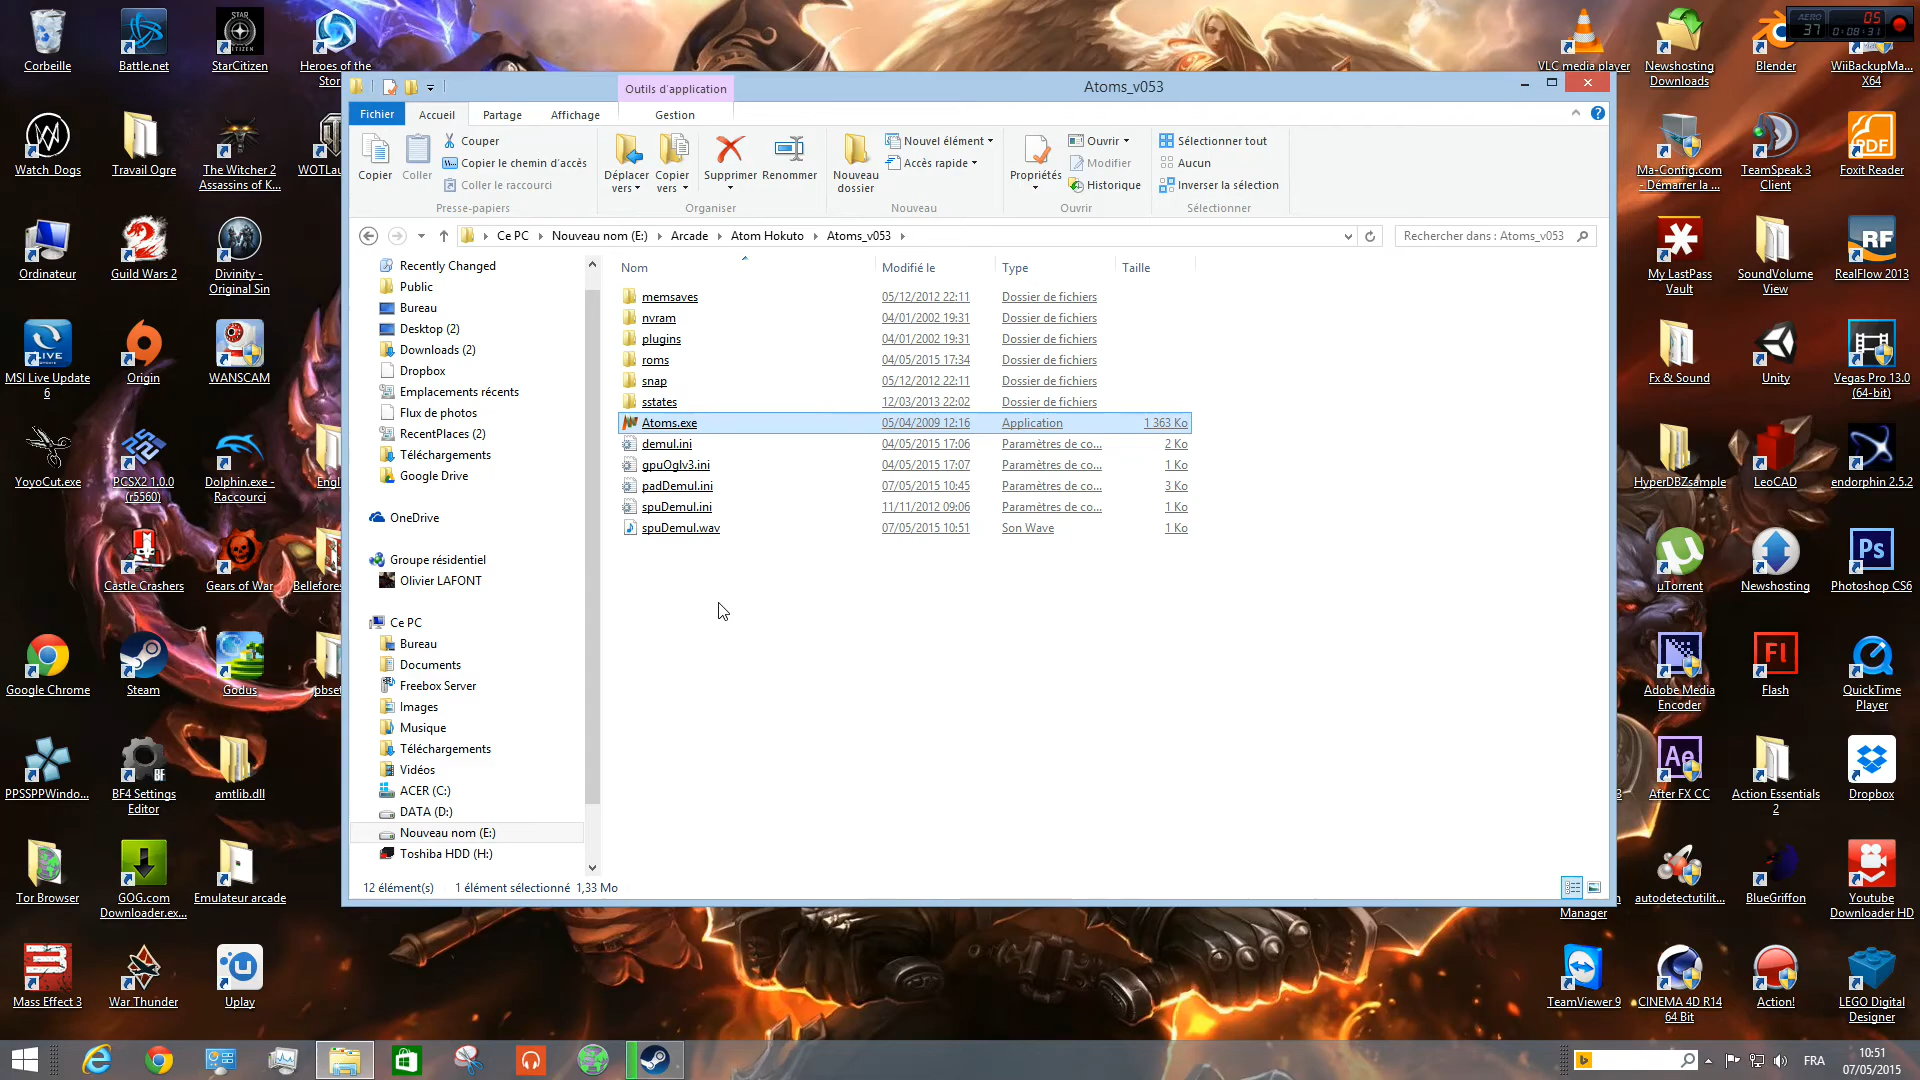 Corbeille
Battle.net
StarCitizen
Heroes of the
Stor
Watch Dogs
Travail Ogre
The Witcher 2
Assassins of K...
WOTLau
Ordinateur
Guild Wars 2
Divinity -
Original Sin
MSI Live Update
6
Origin
WANSCAM
YoyoCut.exe
PCSX2 1.0.0
(r5560)
Dolphin.exe -
Raccourci
Engl
Castle Crashers
Gears of War
Bellefores
Google Chrome
Steam
Godus
pbset
PPSSPPWindo...
BF4 Settings
Editor
amtlib.dll
Tor Browser
GOG.com
Downloader.ex...
Emulateur arcade
Mass Effect 3
War Thunder
Uplay
Outils d'application
Atoms_v053
Fichier
Accueil
Partage
Affichage
Gestion
Copier
Coller
Couper
Copier le chemin d'accès
Coller le raccourci
Presse-papiers
Déplacer
vers
Copier
vers
Supprimer
Renommer
Organiser
Nouveau
dossier
Nouvel élément
Accès rapide
Nouveau
Propriétés
Ouvrir
Modifier
Historique
Ouvrir
Sélectionner tout
Aucun
Inverser la sélection
Sélectionner
Ce PC
Nouveau nom (E:)
Arcade
Atom Hokuto
Atoms_v053
Rechercher dans : Atoms_v053
Recently Changed
Public
Bureau
Desktop (2)
Downloads (2)
Dropbox
Emplacements récents
Flux de photos
RecentPlaces (2)
Téléchargements
Google Drive
OneDrive
Groupe résidentiel
Olivier LAFONT
Ce PC
Bureau
Documents
Freebox Server
Images
Musique
Téléchargements
Vidéos
ACER (C:)
DATA (D:)
Nouveau nom (E:)
Toshiba HDD (H:)
Nom Modifié le Type Taille
memsaves 05/12/2012 22:11 Dossier de fichiers
nvram 04/01/2002 19:31 Dossier de fichiers
plugins 04/01/2002 19:31 Dossier de fichiers
roms 04/05/2015 17:34 Dossier de fichiers
snap 05/12/2012 22:11 Dossier de fichiers
sstates 12/03/2013 22:02 Dossier de fichiers
Atoms.exe 05/04/2009 12:16 Application 1 363 Ko
demul.ini 04/05/2015 17:06 Paramètres de co... 2 Ko
gpuOglv3.ini 04/05/2015 17:07 Paramètres de co... 1 Ko
padDemul.ini 07/05/2015 10:45 Paramètres de co... 3 Ko
spuDemul.ini 11/11/2012 09:06 Paramètres de co... 1 Ko
spuDemul.wav 07/05/2015 10:51 Son Wave 1 Ko
12 élément(s) 1 élément sélectionné 1,33 Mo
AERO
37
05
0:08:31
VLC media player
Newshosting
Downloads
Blender
WiiBackupMa...
X64
Ma-Config.com
- Démarrer la ...
TeamSpeak 3
Client
Foxit Reader
My LastPass
Vault
SoundVolume
View
RealFlow 2013
Fx & Sound
Unity
Vegas Pro 13.0
(64-bit)
HyperDBZsample
LeoCAD
endorphin 2.5.2
µTorrent
Newshosting
Photoshop CS6
Adobe Media
Encoder
Flash
QuickTime
Player
After FX CC
Action Essentials
2
Dropbox
Manager
autodetectutilit...
BlueGriffon
Youtube
Downloader HD
TeamViewer 9
CINEMA 4D R14
64 Bit
Action!
LEGO Digital
Designer
FRA
10:51
07/05/2015